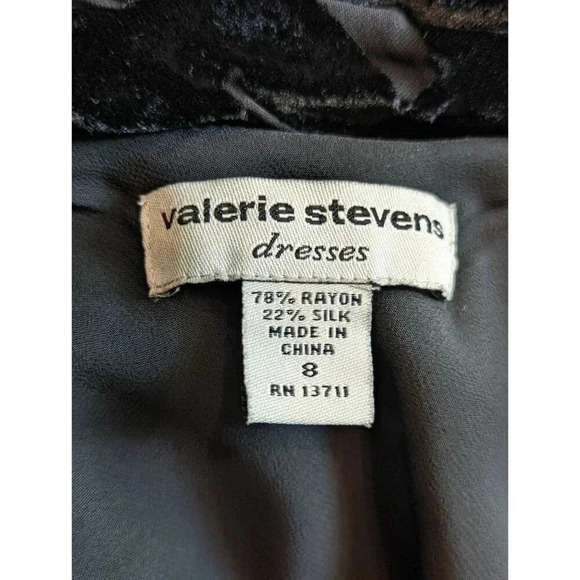 valerie stevens
dresses
78% RAYON
22% SILK
MADE IN
CHINA
8
RN 13711